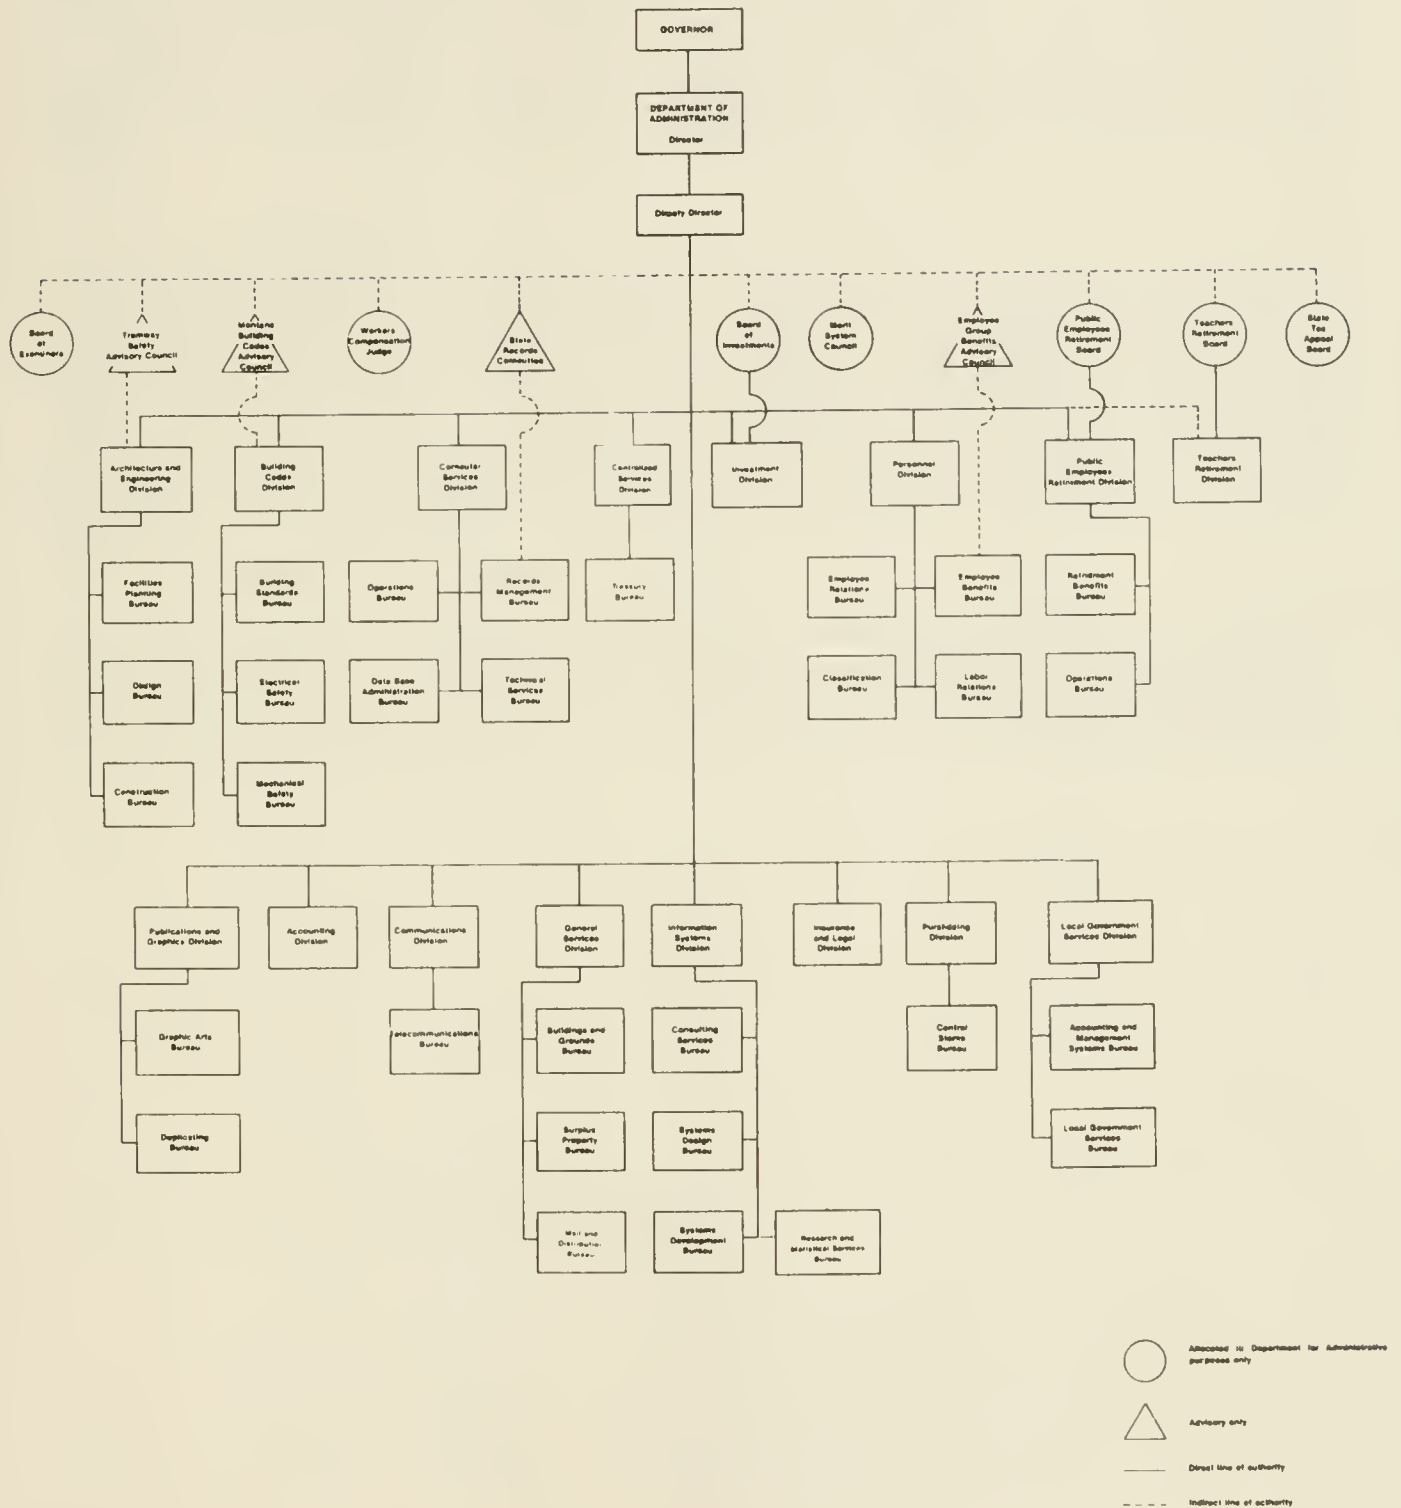 GOVERNOR
DEPARTMENT OF
ADMINISTRATION
Director
Deputy Director
Board
of
Examiners
Tramway
Safety
Advisory Council
Montana
Building
Codes
Advisory
Council
Workers
Compensation
Judge
State
Records
Committee
Board
of
Investments
Merit
System
Council
Employee
Group
Benefits
Advisory
Council
Public
Employees
Retirement
Board
Teachers
Retirement
Board
State
Tax
Appeal
Board
Architecture and
Engineering
Division
Building
Codes
Division
Computer
Services
Division
Centralized
Services
Division
Investment
Division
Personnel
Division
Public
Employees
Retirement Division
Teachers
Retirement
Division
Facilities
Planning
Bureau
Building
Standards
Bureau
Operations
Bureau
Records
Management
Bureau
Treasury
Bureau
Employee
Relations
Bureau
Employee
Benefits
Bureau
Retirement
Benefits
Bureau
Design
Bureau
Electrical
Safety
Bureau
Data Base
Administration
Bureau
Technical
Services
Bureau
Classification
Bureau
Labor
Relations
Bureau
Operations
Bureau
Construction
Bureau
Mechanical
Safety
Bureau
Publications and
Graphics Division
Accounting
Division
Communications
Division
General
Services
Division
Information
Systems
Division
Insurance
and Legal
Division
Purchasing
Division
Local Government
Services Division
Graphic Arts
Bureau
Telecommunications
Bureau
Buildings and
Grounds
Bureau
Consulting
Services
Bureau
Central
Stores
Bureau
Accounting and
Management
Systems Bureau
Duplicating
Bureau
Surplus
Property
Bureau
Systems
Design
Bureau
Local Government
Services
Bureau
Mail and
Distribution
Bureau
Systems
Development
Bureau
Research and
Statistical Services
Bureau
Allocated to Department for Administrative
purposes only
Advisory only
Direct line of authority
Indirect line of authority